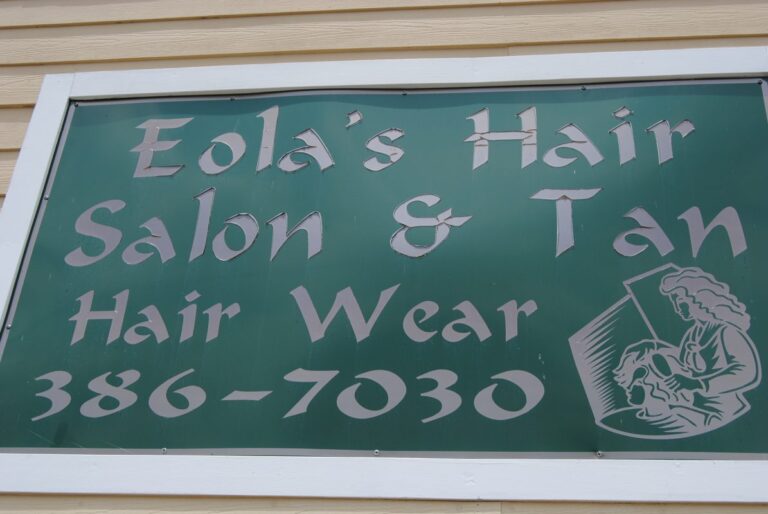 Eola's Hair
Salon & Tan
Hair Wear
386-7030